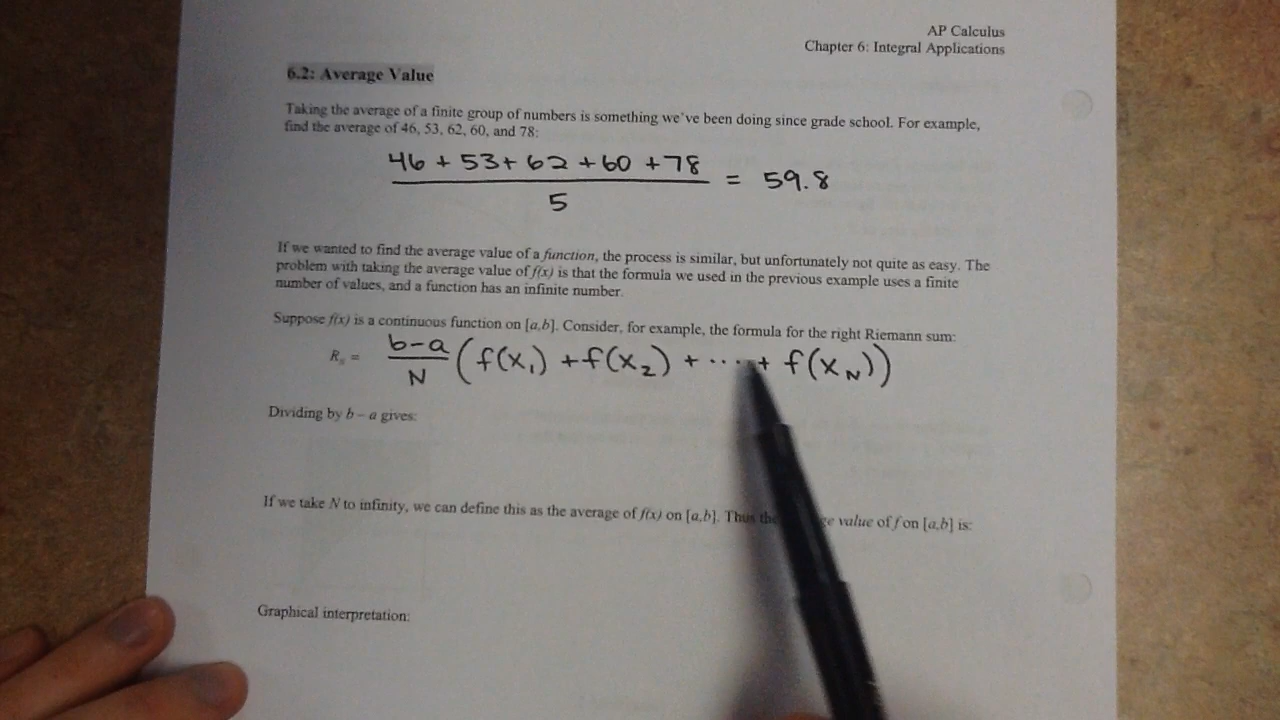 AP Calculus
Chapter 6: Integral Applications
6.2: Average Value
Taking the average of a finite group of numbers is something we've been doing since grade school. For example,
find the average of 46, 53, 62, 60, and 78:
46 + 53 + 62 + 60 + 78
= 59.8
5
If we wanted to find the average value of a function, the process is similar, but unfortunately not quite as easy. The
problem with taking the average value of f(x) is that the formula we used in the previous example uses a finite
number of values, and a function has an infinite number.
Suppose f(x) is a continuous function on [a,b]. Consider, for example, the formula for the right Riemann sum:
b-a
R = (f(x₁) + f(x₂) + ... + f(x_N))
N
Dividing by b – a gives:
If we take N to infinity, we can define this as the average of f(x) on [a,b]. Thus the value of f on [a,b] is:
Graphical interpretation: